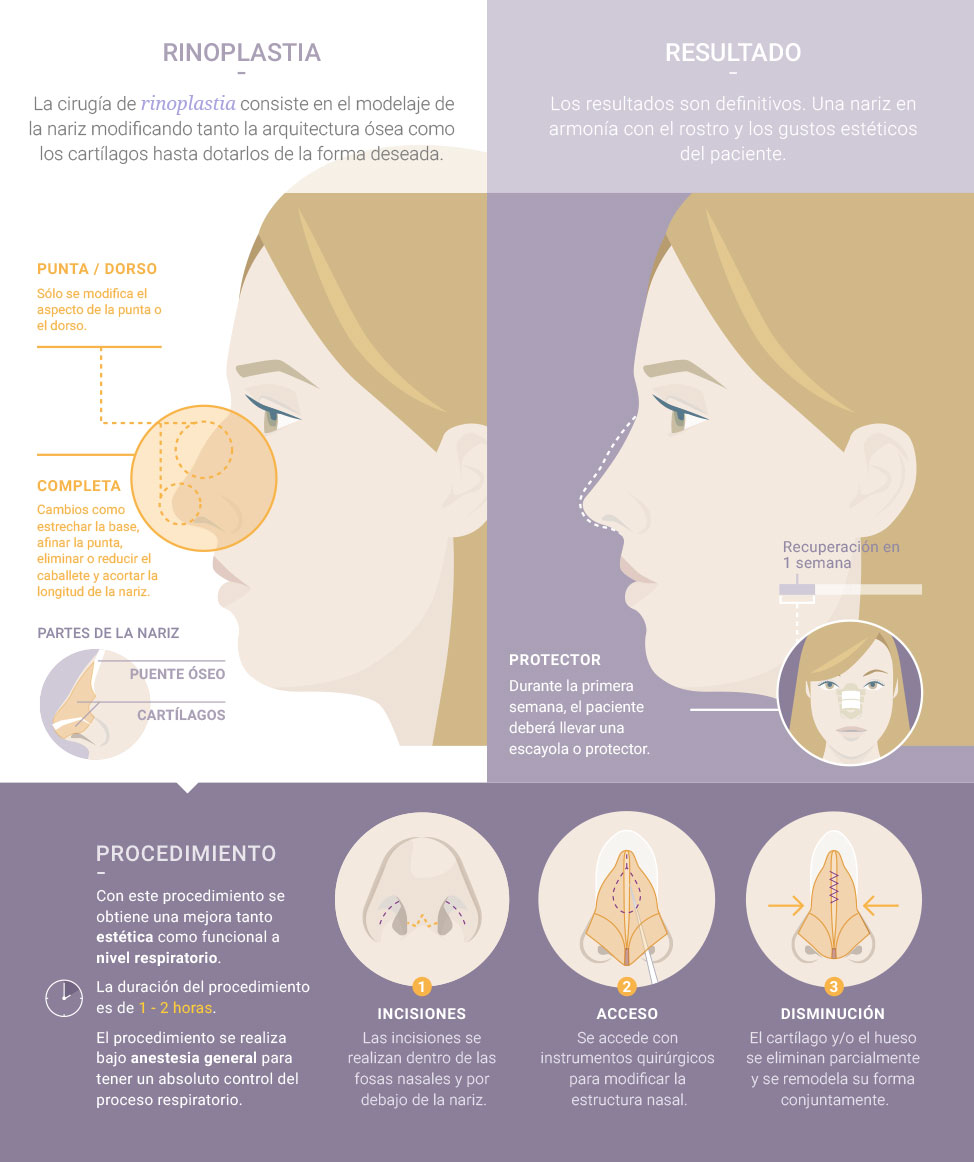 RINOPLASTIA
La cirugía de rinoplastia consiste en el modelaje de
la nariz modificando tanto la arquitectura ósea como
los cartílagos hasta dotarlos de la forma deseada.
RESULTADO
Los resultados son definitivos. Una nariz en
armonía con el rostro y los gustos estéticos
del paciente.
PUNTA / DORSO
Sólo se modifica el
aspecto de la punta o
el dorso.
COMPLETA
Cambios como
estrechar la base,
afinar la punta,
eliminar o reducir el
caballete y acortar la
longitud de la nariz.
PARTES DE LA NARIZ
PUENTE ÓSEO
CARTÍLAGOS
Recuperación en
1 semana
PROTECTOR
Durante la primera
semana, el paciente
deberá llevar una
escayola o protector.
PROCEDIMIENTO
Con este procedimiento se
obtiene una mejora tanto
estética como funcional a
nivel respiratorio.
La duración del procedimiento
es de 1 - 2 horas.
El procedimiento se realiza
bajo anestesia general para
tener un absoluto control del
proceso respiratorio.
1
INCISIONES
Las incisiones se
realizan dentro de las
fosas nasales y por
debajo de la nariz.
2
ACCESO
Se accede con
instrumentos quirúrgicos
para modificar la
estructura nasal.
3
DISMINUCIÓN
El cartílago y/o el hueso
se eliminan parcialmente
y se remodela su forma
conjuntamente.